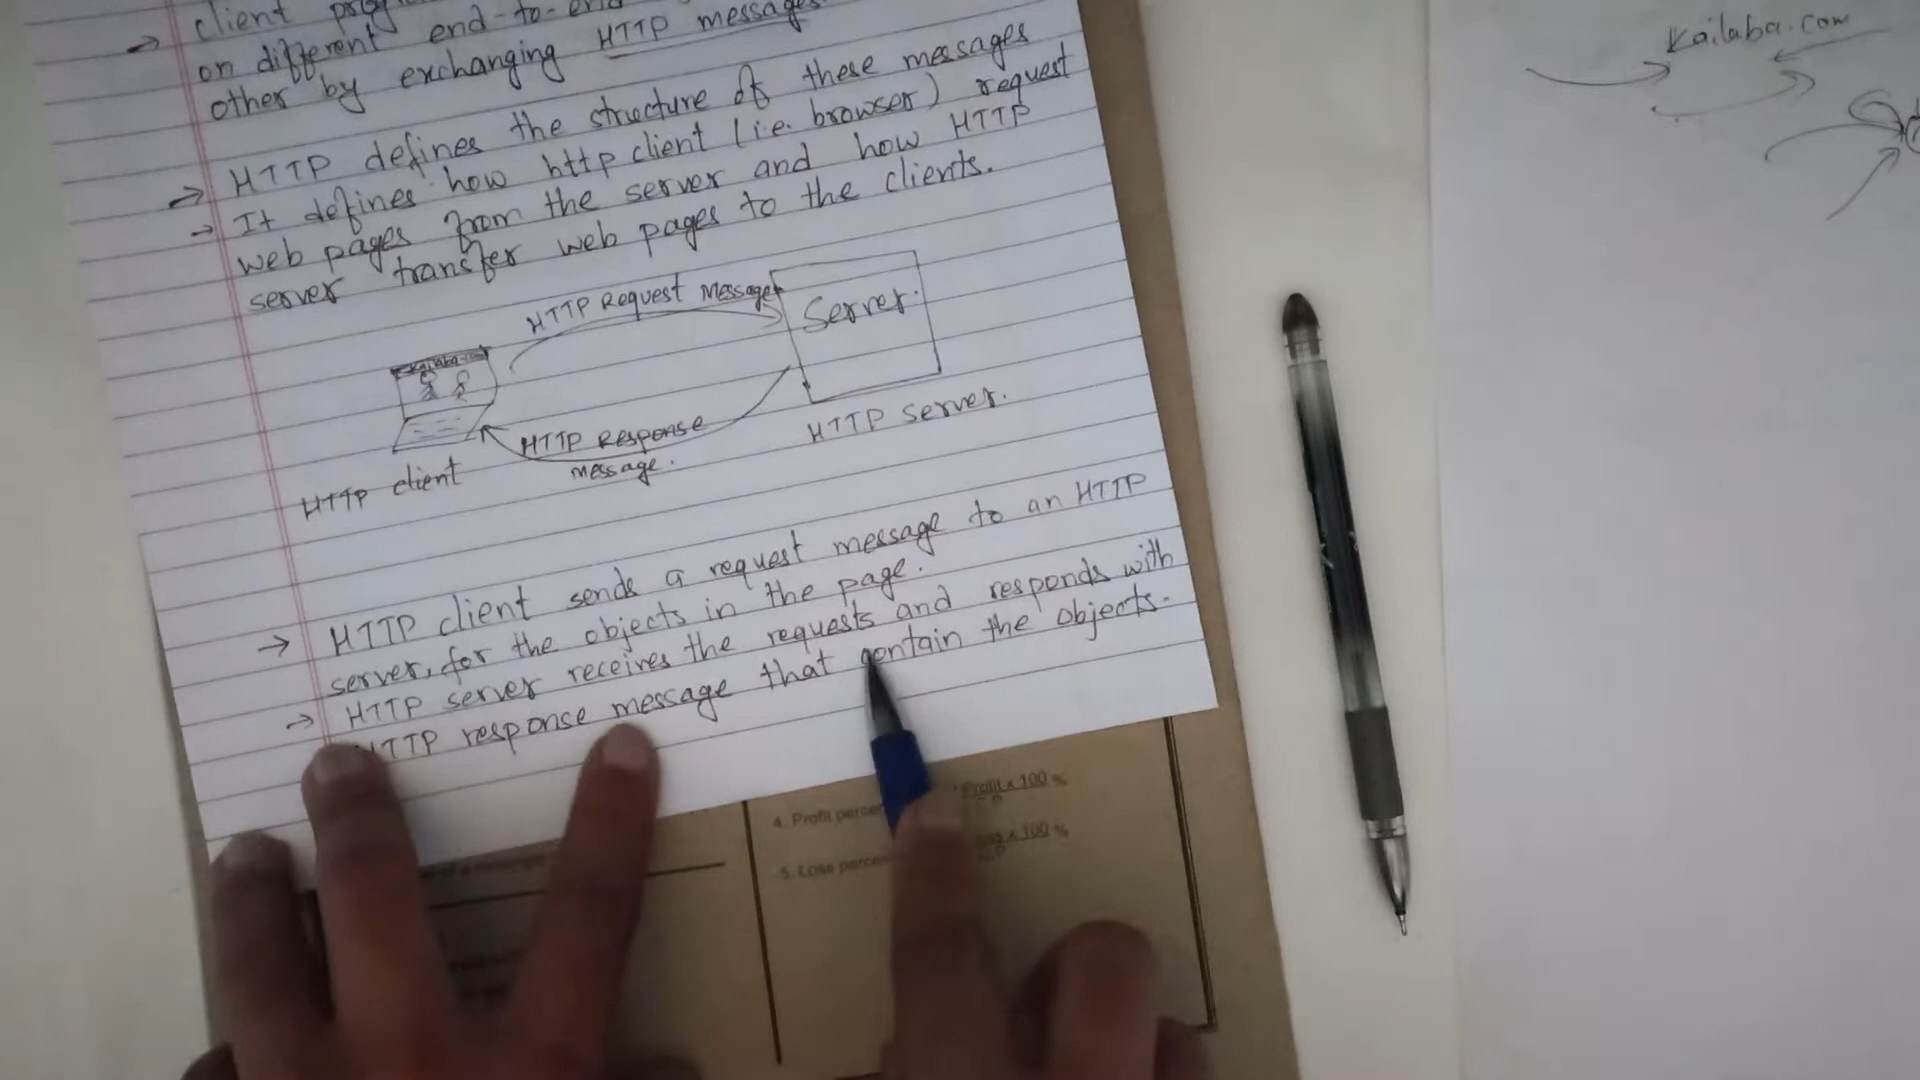 client
on different end-to-end
other by exchanging HTTP messages.
→ HTTP defines the structure of these messages
→ It defines how http client (i.e. browser) request
web pages from the server and how HTTP
server transfer web pages to the clients.
HTTP Request Message
Server.
HTTP Response
message.
HTTP client
HTTP server.
→ HTTP client sends a request message to an HTTP
server, for the objects in the page.
→ HTTP server receives the requests and responds with
HTTP response message that contain the objects.
Kailaba.com
4. Profit
Profit x 100 %
5. Loss
x 100 %